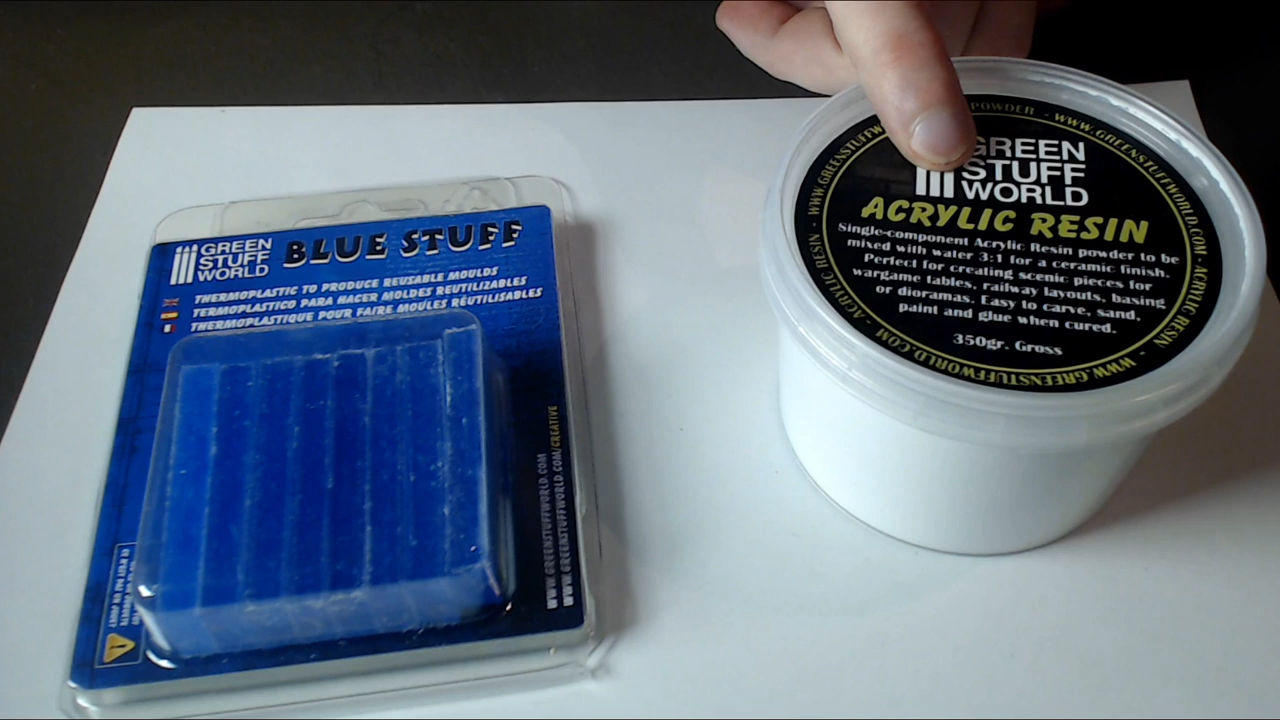 GREEN
STUFF
WORLD
BLUE STUFF
THERMOPLASTIC TO PRODUCE REUSABLE MOULDS
TERMOPLASTICO PARA HACER MOLDES REUTILIZABLES
THERMOPLASTIQUE POUR FAIRE MOULES RÉUTILISABLES
WWW.GREENSTUFFWORLD.COM
WWW.GREENSTUFFWORLD.COM/CREATIVE
GREEN
STUFF
WORLD
ACRYLIC RESIN
Single-component Acrylic Resin powder to be
mixed with water 3:1 for a ceramic finish.
Perfect for creating scenic pieces for
wargame tables, railway layouts, basing
or dioramas. Easy to carve, sand,
paint and glue when cured.
350gr. Gross
POWDER - WWW.GREENSTUFFWORLD.COM - ACRYLIC RESIN - WWW.GREENSTUFFWORLD.COM - ACRYLIC RESIN - WWW.GREENSTUFFW